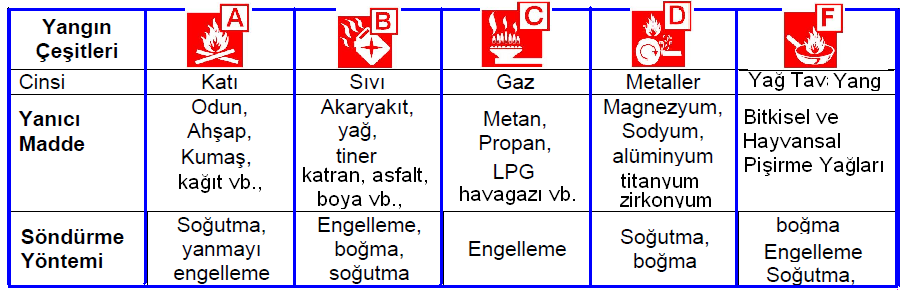 Yangın
Çeşitleri
A
B
C
D
F
Cinsi
Katı
Sıvı
Gaz
Metaller
Yağ Tava Yang
Yanıcı
Madde
Odun,
Ahşap,
Kumaş,
kağıt vb.,
Akaryakıt,
yağ,
tiner
katran, asfalt,
boya vb.,
Metan,
Propan,
LPG
havagazı vb.
Magnezyum,
Sodyum,
alüminyum
titanyum
zirkonyum
Bitkisel ve
Hayvansal
Pişirme Yağları
Söndürme
Yöntemi
Soğutma,
yanmayı
engelleme
Engelleme,
boğma,
soğutma
Engelleme
Soğutma,
boğma
boğma
Engelleme
Soğutma,